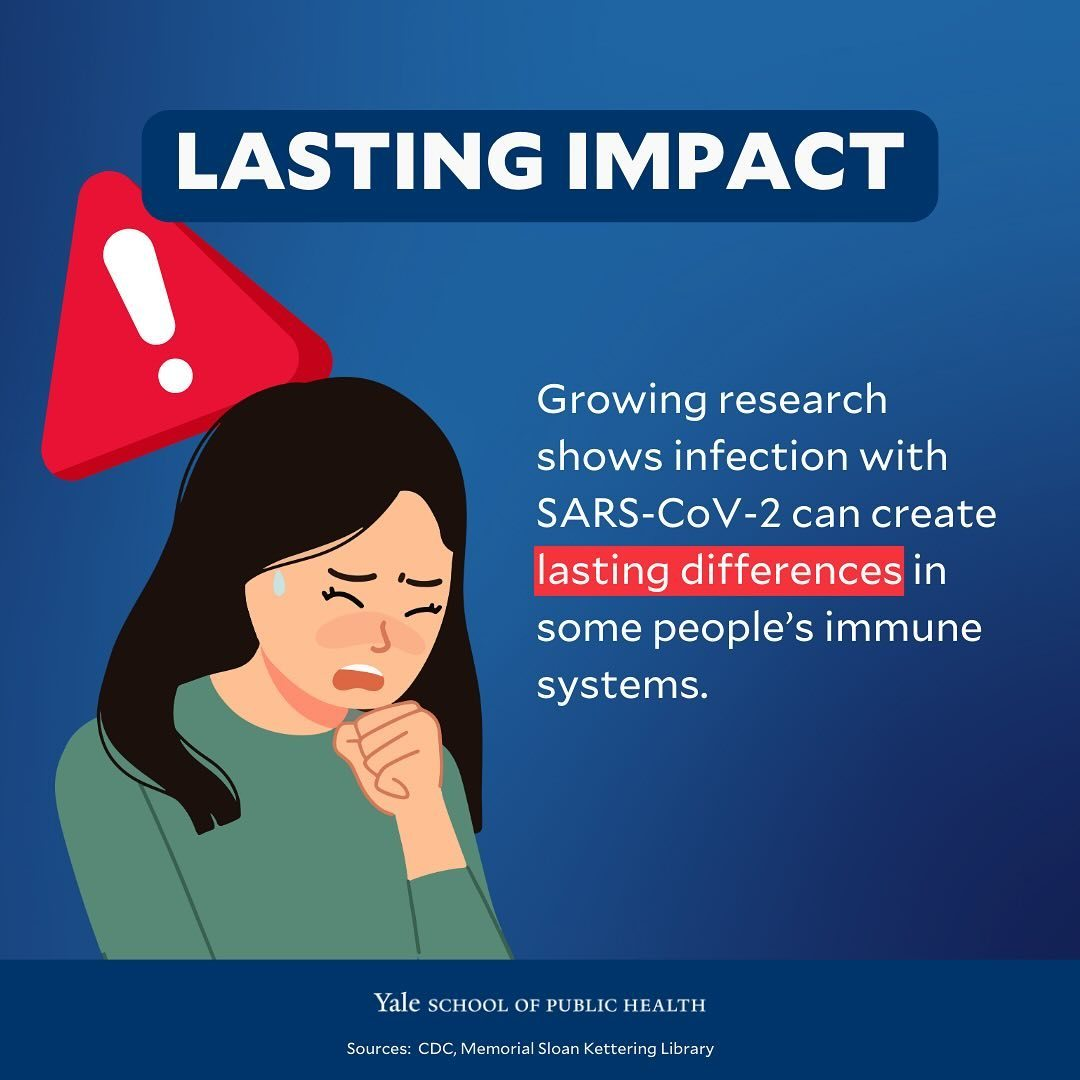 LASTING IMPACT
Growing research
shows infection with
SARS-CoV-2 can create
lasting differences in
some people’s immune
systems.
Yale SCHOOL OF PUBLIC HEALTH
Sources: CDC, Memorial Sloan Kettering Library